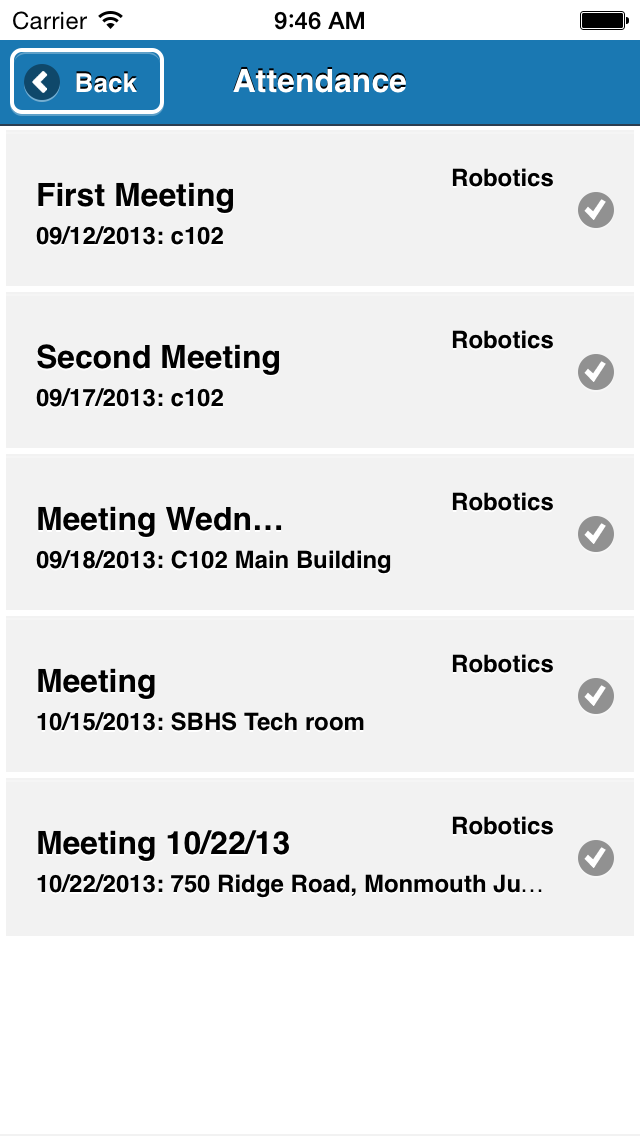 Carrier 9:46 AM
Back Attendance
Robotics
First Meeting
09/12/2013: c102
Robotics
Second Meeting
09/17/2013: c102
Robotics
Meeting Wedn...
09/18/2013: C102 Main Building
Robotics
Meeting
10/15/2013: SBHS Tech room
Robotics
Meeting 10/22/13
10/22/2013: 750 Ridge Road, Monmouth Ju...